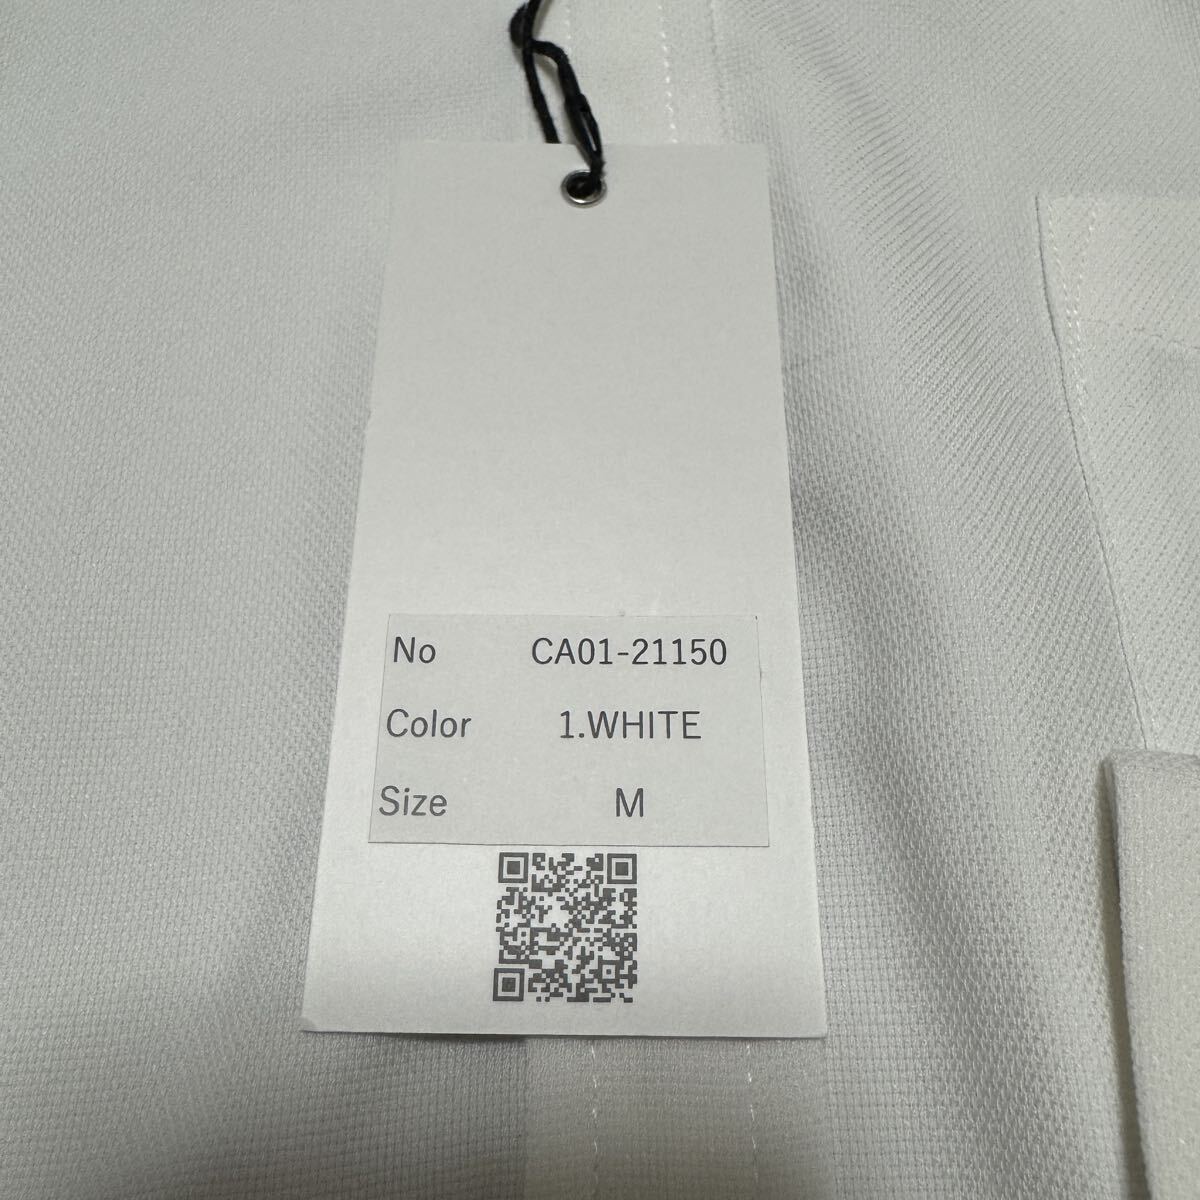 No CA01-21150
Color 1.WHITE
Size M